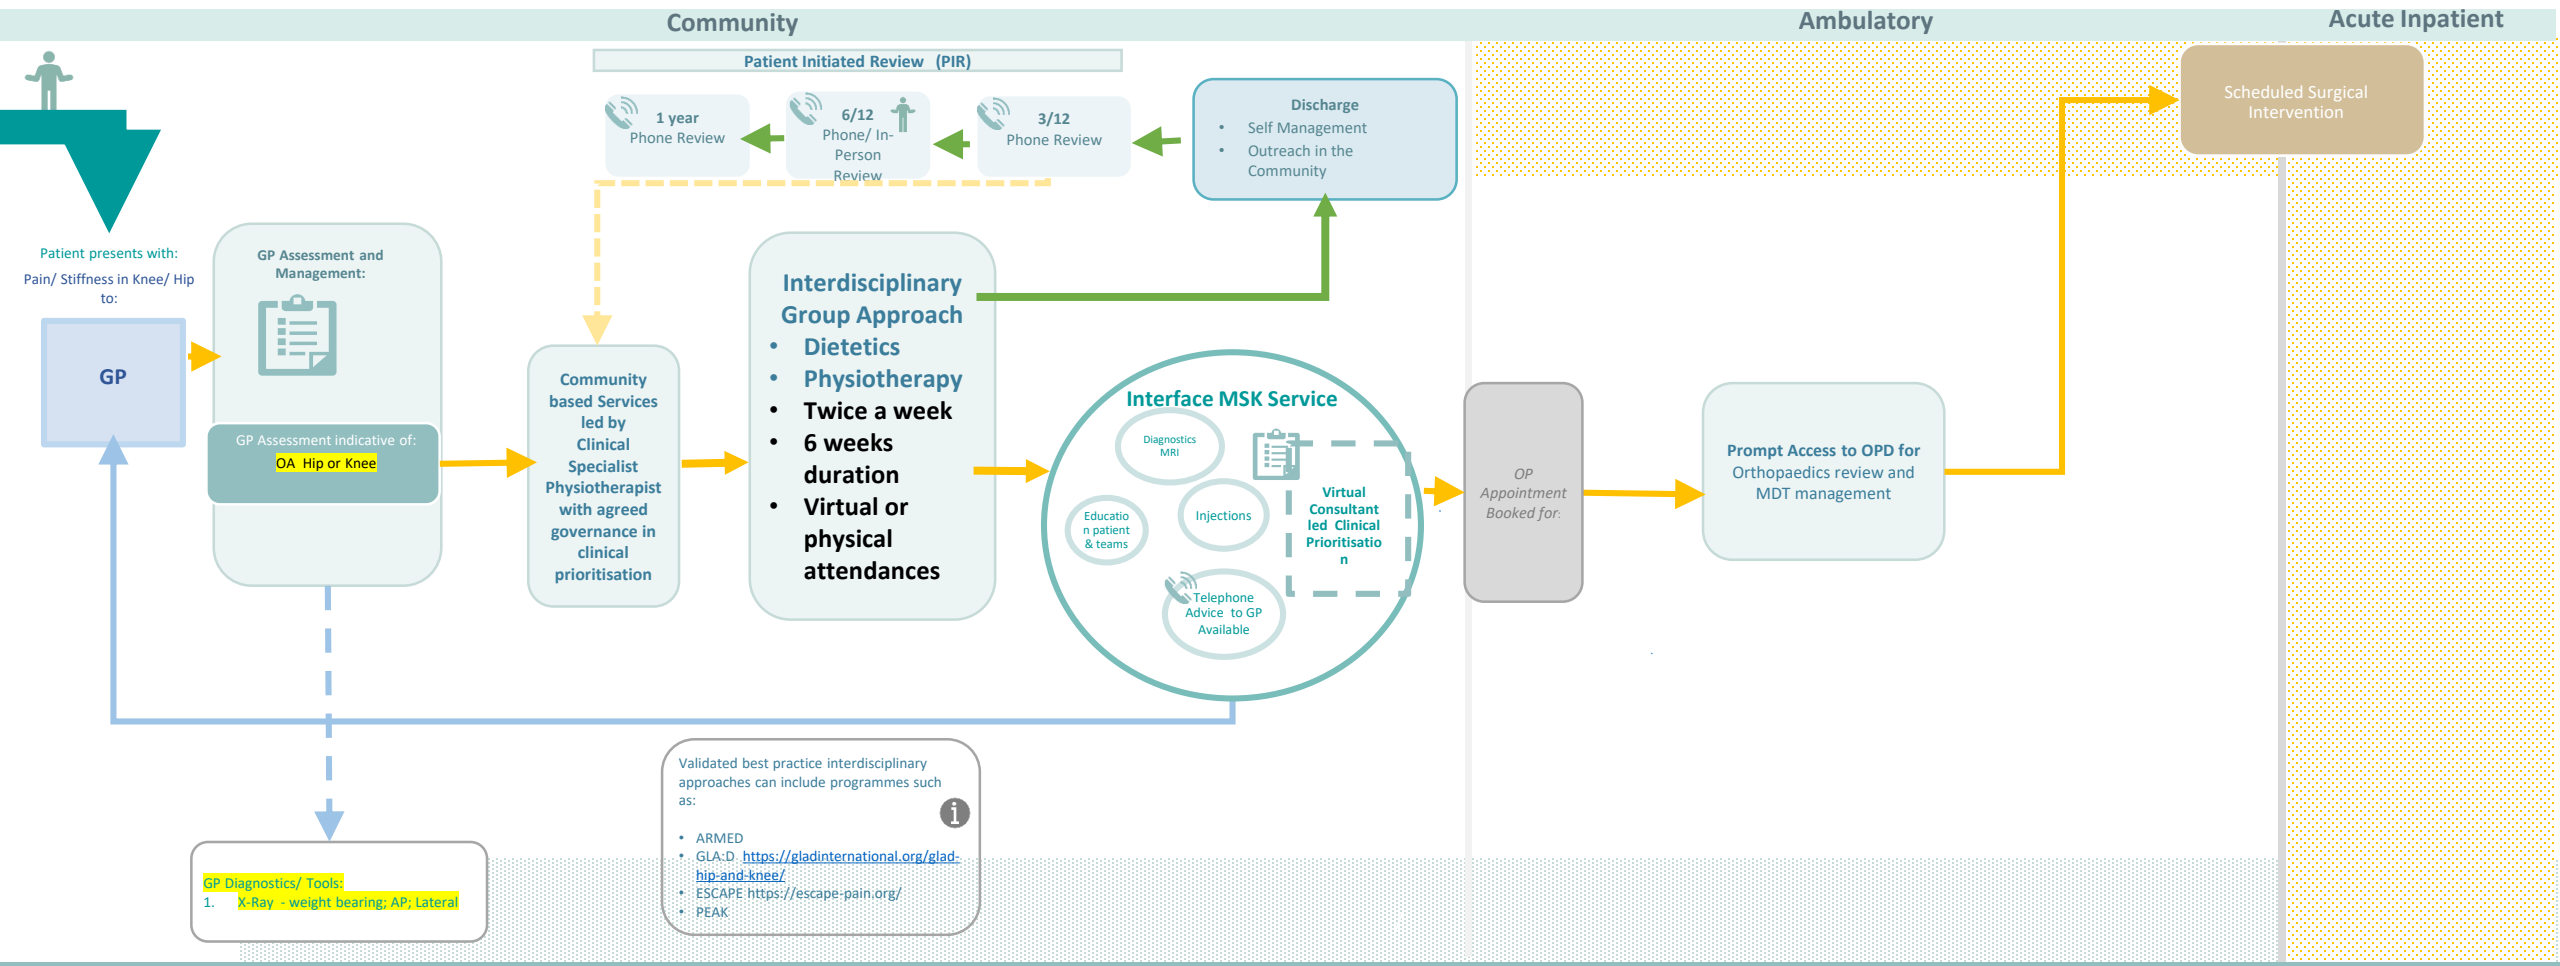 Community
Ambulatory
Acute Inpatient
Patient Initiated Review (PIR)
1 year
Phone Review
6/12
Phone/ In-
Person
Review
3/12
Phone Review
Discharge
• Self Management
• Outreach in the
Community
Scheduled Surgical
Intervention
Patient presents with:
Pain/ Stiffness in Knee/ Hip
to:
GP
GP Assessment and
Management:
GP Assessment indicative of:
OA Hip or Knee
Community
based Services
led by
Clinical
Specialist
Physiotherapist
with agreed
governance in
clinical
prioritisation
Interdisciplinary
Group Approach
• Dietetics
• Physiotherapy
• Twice a week
• 6 weeks
duration
• Virtual or
physical
attendances
Interface MSK Service
Diagnostics
MRI
Educatio
n patient
& teams
Injections
Virtual
Consultant
led Clinical
Prioritisatio
n
Telephone
Advice to GP
Available
OP
Appointment
Booked for:
Prompt Access to OPD for
Orthopaedics review and
MDT management
Validated best practice interdisciplinary
approaches can include programmes such
as:
• ARMED
• GLA:D https://gladinternational.org/glad-
hip-and-knee/
• ESCAPE https://escape-pain.org/
• PEAK
GP Diagnostics/ Tools:
1. X-Ray - weight bearing; AP; Lateral